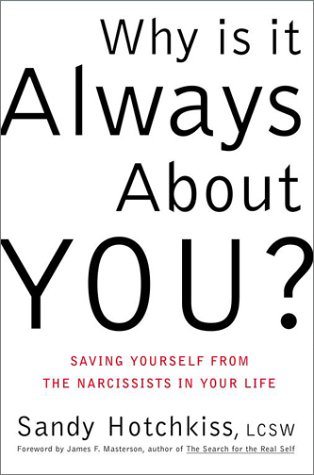 Why is it
Always
About
YOU?
SAVING YOURSELF FROM
THE NARCISSISTS IN YOUR LIFE
Sandy Hotchkiss, LCSW
Foreword by James F. Masterson, author of The Search for the Real Self